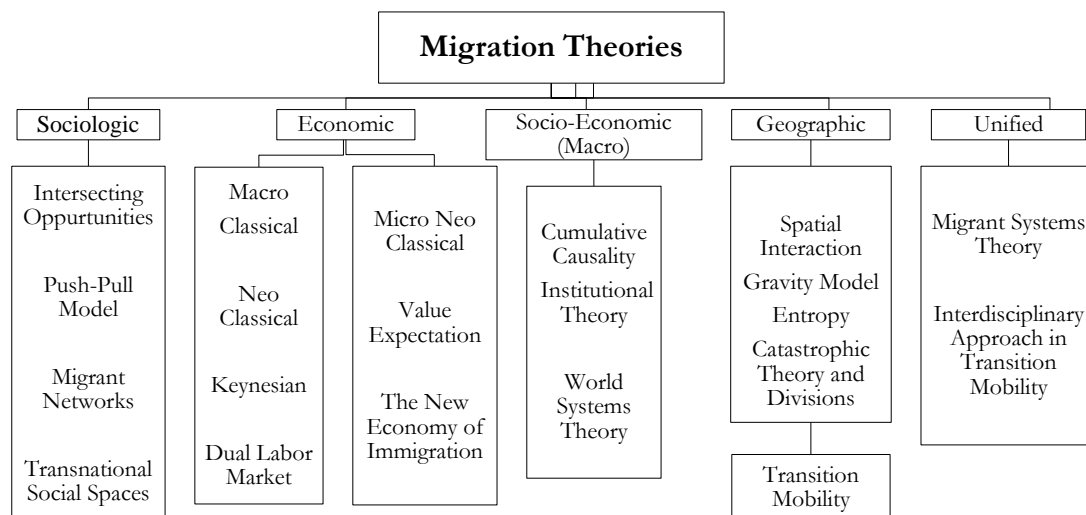 Migration Theories
Sociologic
Economic
Socio-Economic
(Macro)
Geographic
Unified
Intersecting
Oppurtunities
Push-Pull
Model
Migrant
Networks
Transnational
Social Spaces
Macro
Classical
Neo
Classical
Keynesian
Dual Labor
Market
Micro Neo
Classical
Value
Expectation
The New
Economy of
Immigration
Cumulative
Causality
Institutional
Theory
World
Systems
Theory
Spatial
Interaction
Gravity Model
Entropy
Catastrophic
Theory and
Divisions
Transition
Mobility
Migrant Systems
Theory
Interdisciplinary
Approach in
Transition
Mobility